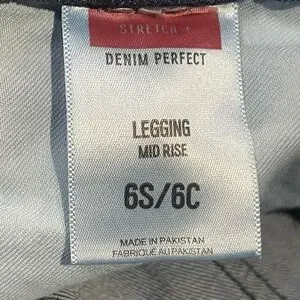 STRETCH +
DENIM PERFECT
LEGGING
MID RISE
6S/6C
MADE IN PAKISTAN
FABRIQUÉ AU PAKISTAN